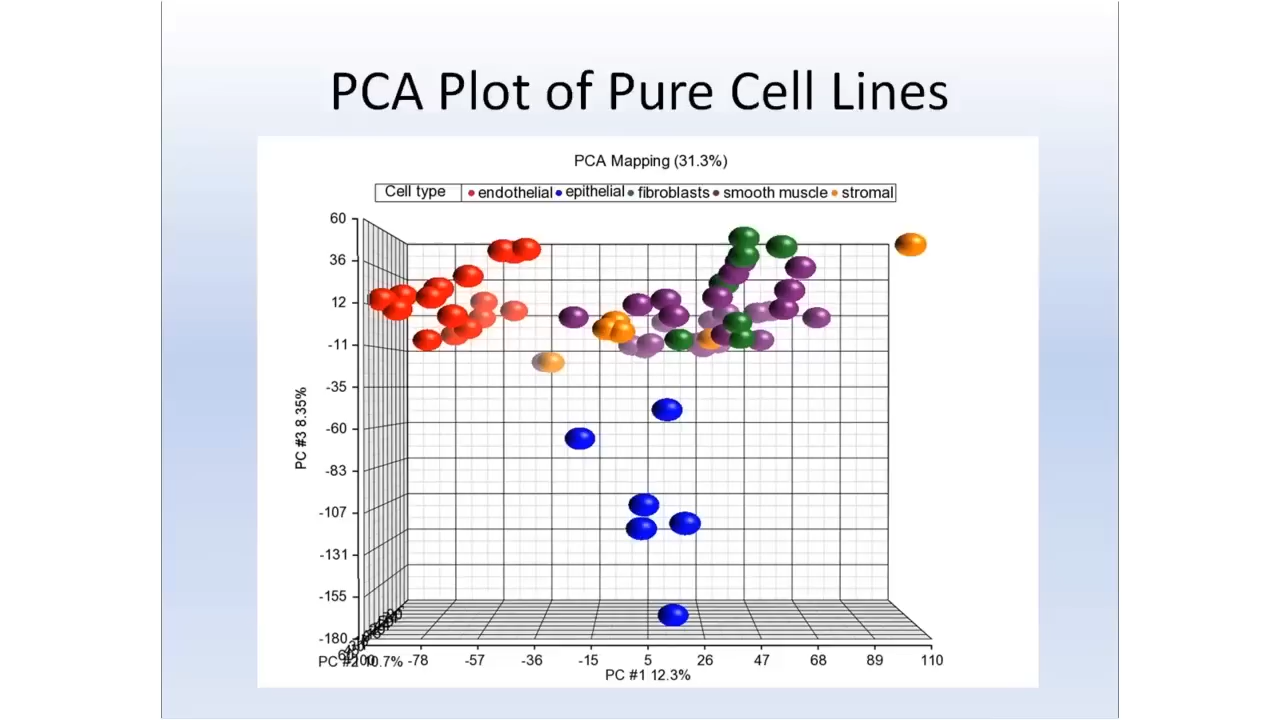 PCA Plot of Pure Cell Lines
PCA Mapping (31.3%)
Cell type endothelial epithelial fibroblasts smooth muscle stromal
60
36
12
-11
-35
-60
-83
-107
-131
-155
-180
PC #3 8.35%
-78 -57 -36 -15 5 26 47 68 89 110
PC #1 12.3%